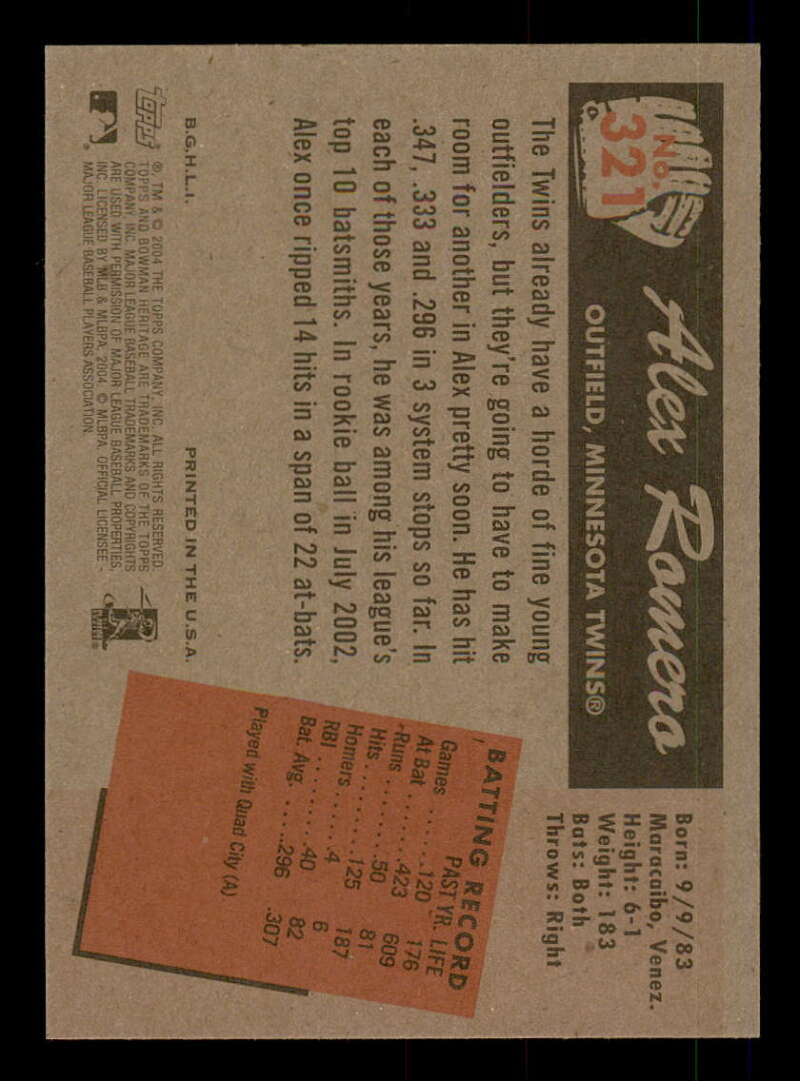 No.
321
Alex Romero
OUTFIELD, MINNESOTA TWINS®
Born: 9/9/83
Maracaibo, Venez.
Height: 6-1
Weight: 183
Bats: Both
Throws: Right
The Twins already have a horde of fine young
outfielders, but they're going to have to make
room for another in Alex pretty soon. He has hit
.347, .333 and .296 in 3 system stops so far. In
each of those years, he was among his league's
top 10 batsmiths. In rookie ball in July 2002,
Alex once ripped 14 hits in a span of 22 at-bats.
BATTING RECORD
PAST YR. LIFE
Games ......120 176
At Bat ........423 609
Runs .........50 81
Hits..........125 187
Homers........4 6
RBI ..........40 82
Bat. Avg. .....296 .307
Played with Quad City (A)
B.G.H.L.I. PRINTED IN THE U.S.A.
TOPPS
®, TM & © 2004 THE TOPPS COMPANY, INC. ALL RIGHTS RESERVED.
TOPPS AND BOWMAN HERITAGE ARE TRADEMARKS OF THE TOPPS
COMPANY, INC. MAJOR LEAGUE BASEBALL TRADEMARKS AND COPYRIGHTS
ARE USED WITH PERMISSION OF MAJOR LEAGUE BASEBALL PROPERTIES,
INC. LICENSED BY MLB & MLBPA, 2004. © MLBPA. OFFICIAL LICENSEE -
MAJOR LEAGUE BASEBALL PLAYERS ASSOCIATION.